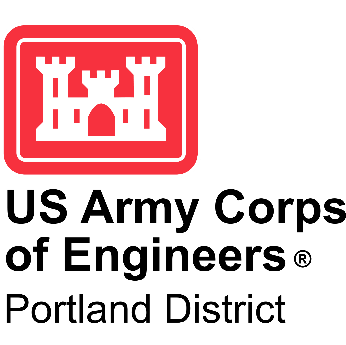 US Army Corps
of Engineers ®
Portland District